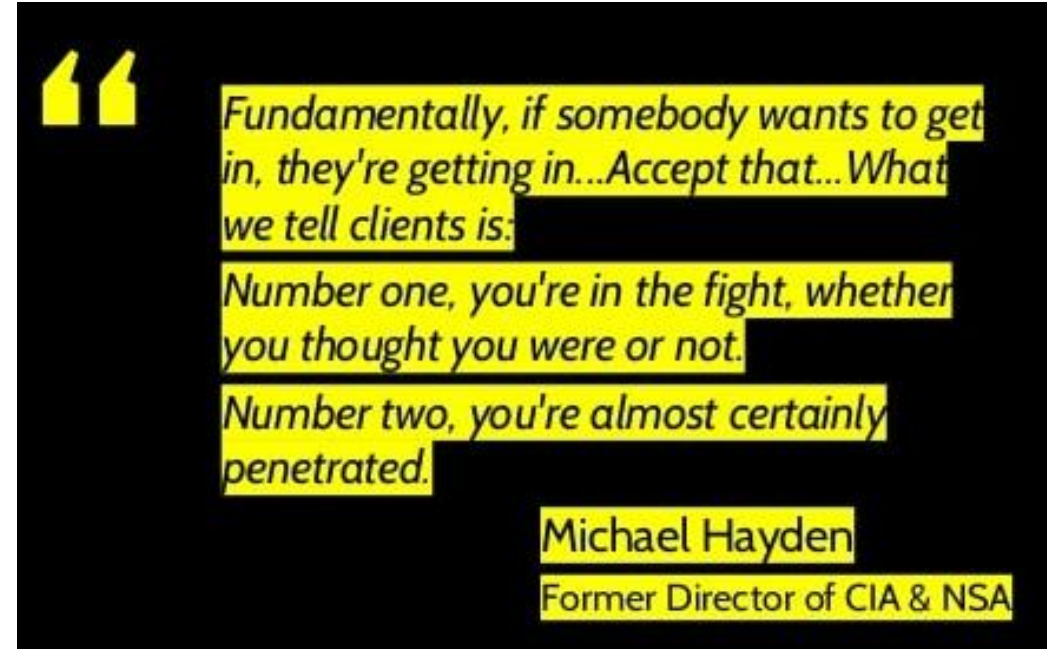 “
Fundamentally, if somebody wants to get
in, they're getting in...Accept that...What
we tell clients is:
Number one, you're in the fight, whether
you thought you were or not.
Number two, you're almost certainly
penetrated.
Michael Hayden
Former Director of CIA & NSA